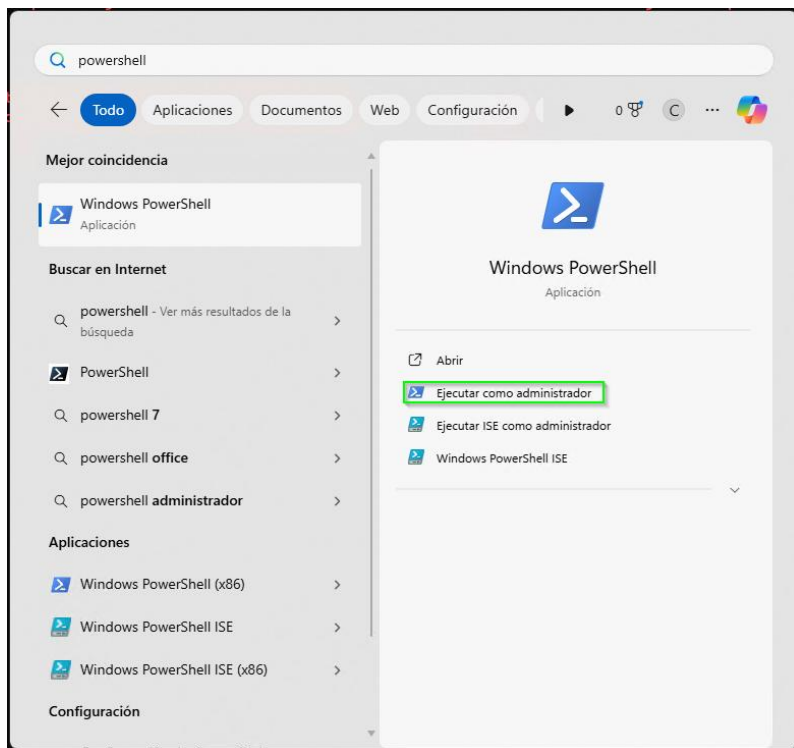 powershell
Todo Aplicaciones Documentos Web Configuración 0 C ...
Mejor coincidencia
Windows PowerShell
Aplicación
Buscar en Internet
powershell - Ver más resultados de la
búsqueda
PowerShell
powershell 7
powershell office
powershell administrador
Aplicaciones
Windows PowerShell (x86)
Windows PowerShell ISE
Windows PowerShell ISE (x86)
Configuración
Windows PowerShell
Aplicación
Abrir
Ejecutar como administrador
Ejecutar ISE como administrador
Windows PowerShell ISE